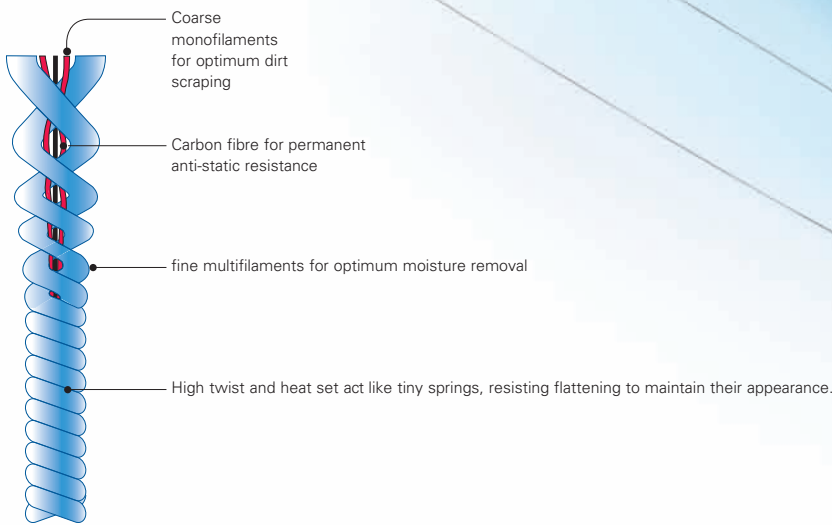 Coarse
monofilaments
for optimum dirt
scraping
Carbon fibre for permanent
anti-static resistance
fine multifilaments for optimum moisture removal
High twist and heat set act like tiny springs, resisting flattening to maintain their appearance.